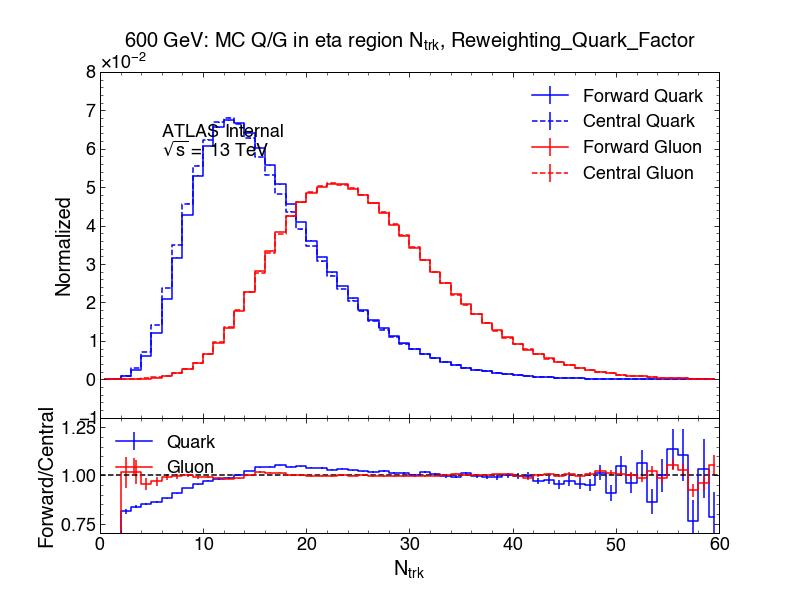 600 GeV: MC Q/G in eta region N_trk, Reweighting_Quark_Factor
×10⁻²
8
7
6
5
4
3
2
1
0
−1
Normalized
ATLAS Internal
√s = 13 TeV
Forward Quark
Central Quark
Forward Gluon
Central Gluon
Forward/Central
1.25
1.00
0.75
Quark
Gluon
0 10 20 30 40 50 60
N_trk